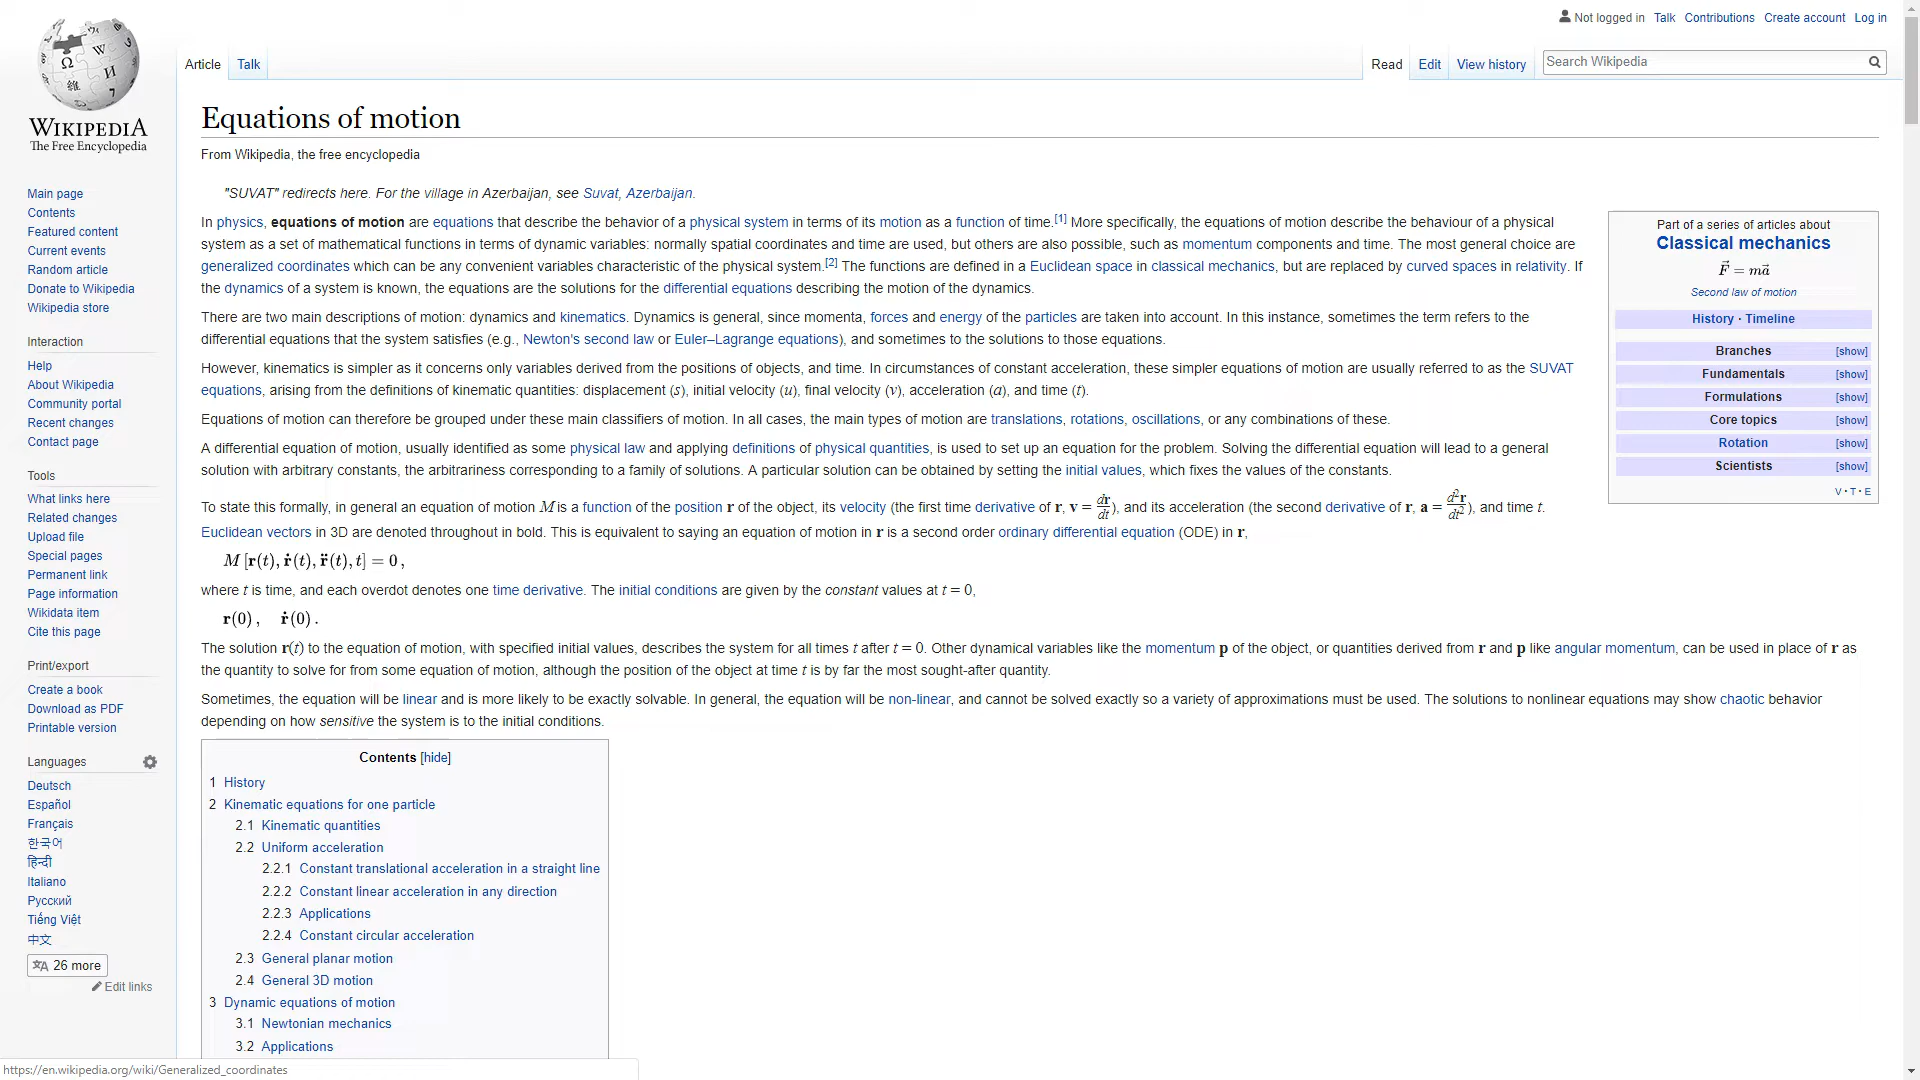 Not logged in Talk Contributions Create account Log in
Article Talk Read Edit View history Search Wikipedia
WIKIPEDIA
The Free Encyclopedia
Main page
Contents
Featured content
Current events
Random article
Donate to Wikipedia
Wikipedia store
Interaction
Help
About Wikipedia
Community portal
Recent changes
Contact page
Tools
What links here
Related changes
Upload file
Special pages
Permanent link
Page information
Wikidata item
Cite this page
Print/export
Create a book
Download as PDF
Printable version
Languages
Deutsch
Español
Français
한국어
हिन्दी
Italiano
Русский
Tiếng Việt
中文
26 more
Edit links
Equations of motion
From Wikipedia, the free encyclopedia
"SUVAT" redirects here. For the village in Azerbaijan, see Suvat, Azerbaijan.
In physics, equations of motion are equations that describe the behavior of a physical system in terms of its motion as a function of time.[1] More specifically, the equations of motion describe the behaviour of a physical
system as a set of mathematical functions in terms of dynamic variables: normally spatial coordinates and time are used, but others are also possible, such as momentum components and time. The most general choice are
generalized coordinates which can be any convenient variables characteristic of the physical system.[2] The functions are defined in a Euclidean space in classical mechanics, but are replaced by curved spaces in relativity. If
the dynamics of a system is known, the equations are the solutions for the differential equations describing the motion of the dynamics.
There are two main descriptions of motion: dynamics and kinematics. Dynamics is general, since momenta, forces and energy of the particles are taken into account. In this instance, sometimes the term refers to the
differential equations that the system satisfies (e.g., Newton's second law or Euler–Lagrange equations), and sometimes to the solutions to those equations.
However, kinematics is simpler as it concerns only variables derived from the positions of objects, and time. In circumstances of constant acceleration, these simpler equations of motion are usually referred to as the SUVAT
equations, arising from the definitions of kinematic quantities: displacement (s), initial velocity (u), final velocity (v), acceleration (a), and time (t).
Equations of motion can therefore be grouped under these main classifiers of motion. In all cases, the main types of motion are translations, rotations, oscillations, or any combinations of these.
A differential equation of motion, usually identified as some physical law and applying definitions of physical quantities, is used to set up an equation for the problem. Solving the differential equation will lead to a general
solution with arbitrary constants, the arbitrariness corresponding to a family of solutions. A particular solution can be obtained by setting the initial values, which fixes the values of the constants.
To state this formally, in general an equation of motion M is a function of the position r of the object, its velocity (the first time derivative of r, v = dr/dt), and its acceleration (the second derivative of r, a = d²r/dt²), and time t.
Euclidean vectors in 3D are denoted throughout in bold. This is equivalent to saying an equation of motion in r is a second order ordinary differential equation (ODE) in r,
M [r(t), ṙ(t), r̈(t), t] = 0 ,
where t is time, and each overdot denotes one time derivative. The initial conditions are given by the constant values at t = 0,
r(0) , ṙ(0) .
The solution r(t) to the equation of motion, with specified initial values, describes the system for all times t after t = 0. Other dynamical variables like the momentum p of the object, or quantities derived from r and p like angular momentum, can be used in place of r as
the quantity to solve for from some equation of motion, although the position of the object at time t is by far the most sought-after quantity.
Sometimes, the equation will be linear and is more likely to be exactly solvable. In general, the equation will be non-linear, and cannot be solved exactly so a variety of approximations must be used. The solutions to nonlinear equations may show chaotic behavior
depending on how sensitive the system is to the initial conditions.
Part of a series of articles about
Classical mechanics
F⃗ = ma⃗
Second law of motion
History · Timeline
Branches [show]
Fundamentals [show]
Formulations [show]
Core topics [show]
Rotation [show]
Scientists [show]
V · T · E
Contents [hide]
1 History
2 Kinematic equations for one particle
2.1 Kinematic quantities
2.2 Uniform acceleration
2.2.1 Constant translational acceleration in a straight line
2.2.2 Constant linear acceleration in any direction
2.2.3 Applications
2.2.4 Constant circular acceleration
2.3 General planar motion
2.4 General 3D motion
3 Dynamic equations of motion
3.1 Newtonian mechanics
3.2 Applications
https://en.wikipedia.org/wiki/Generalized_coordinates